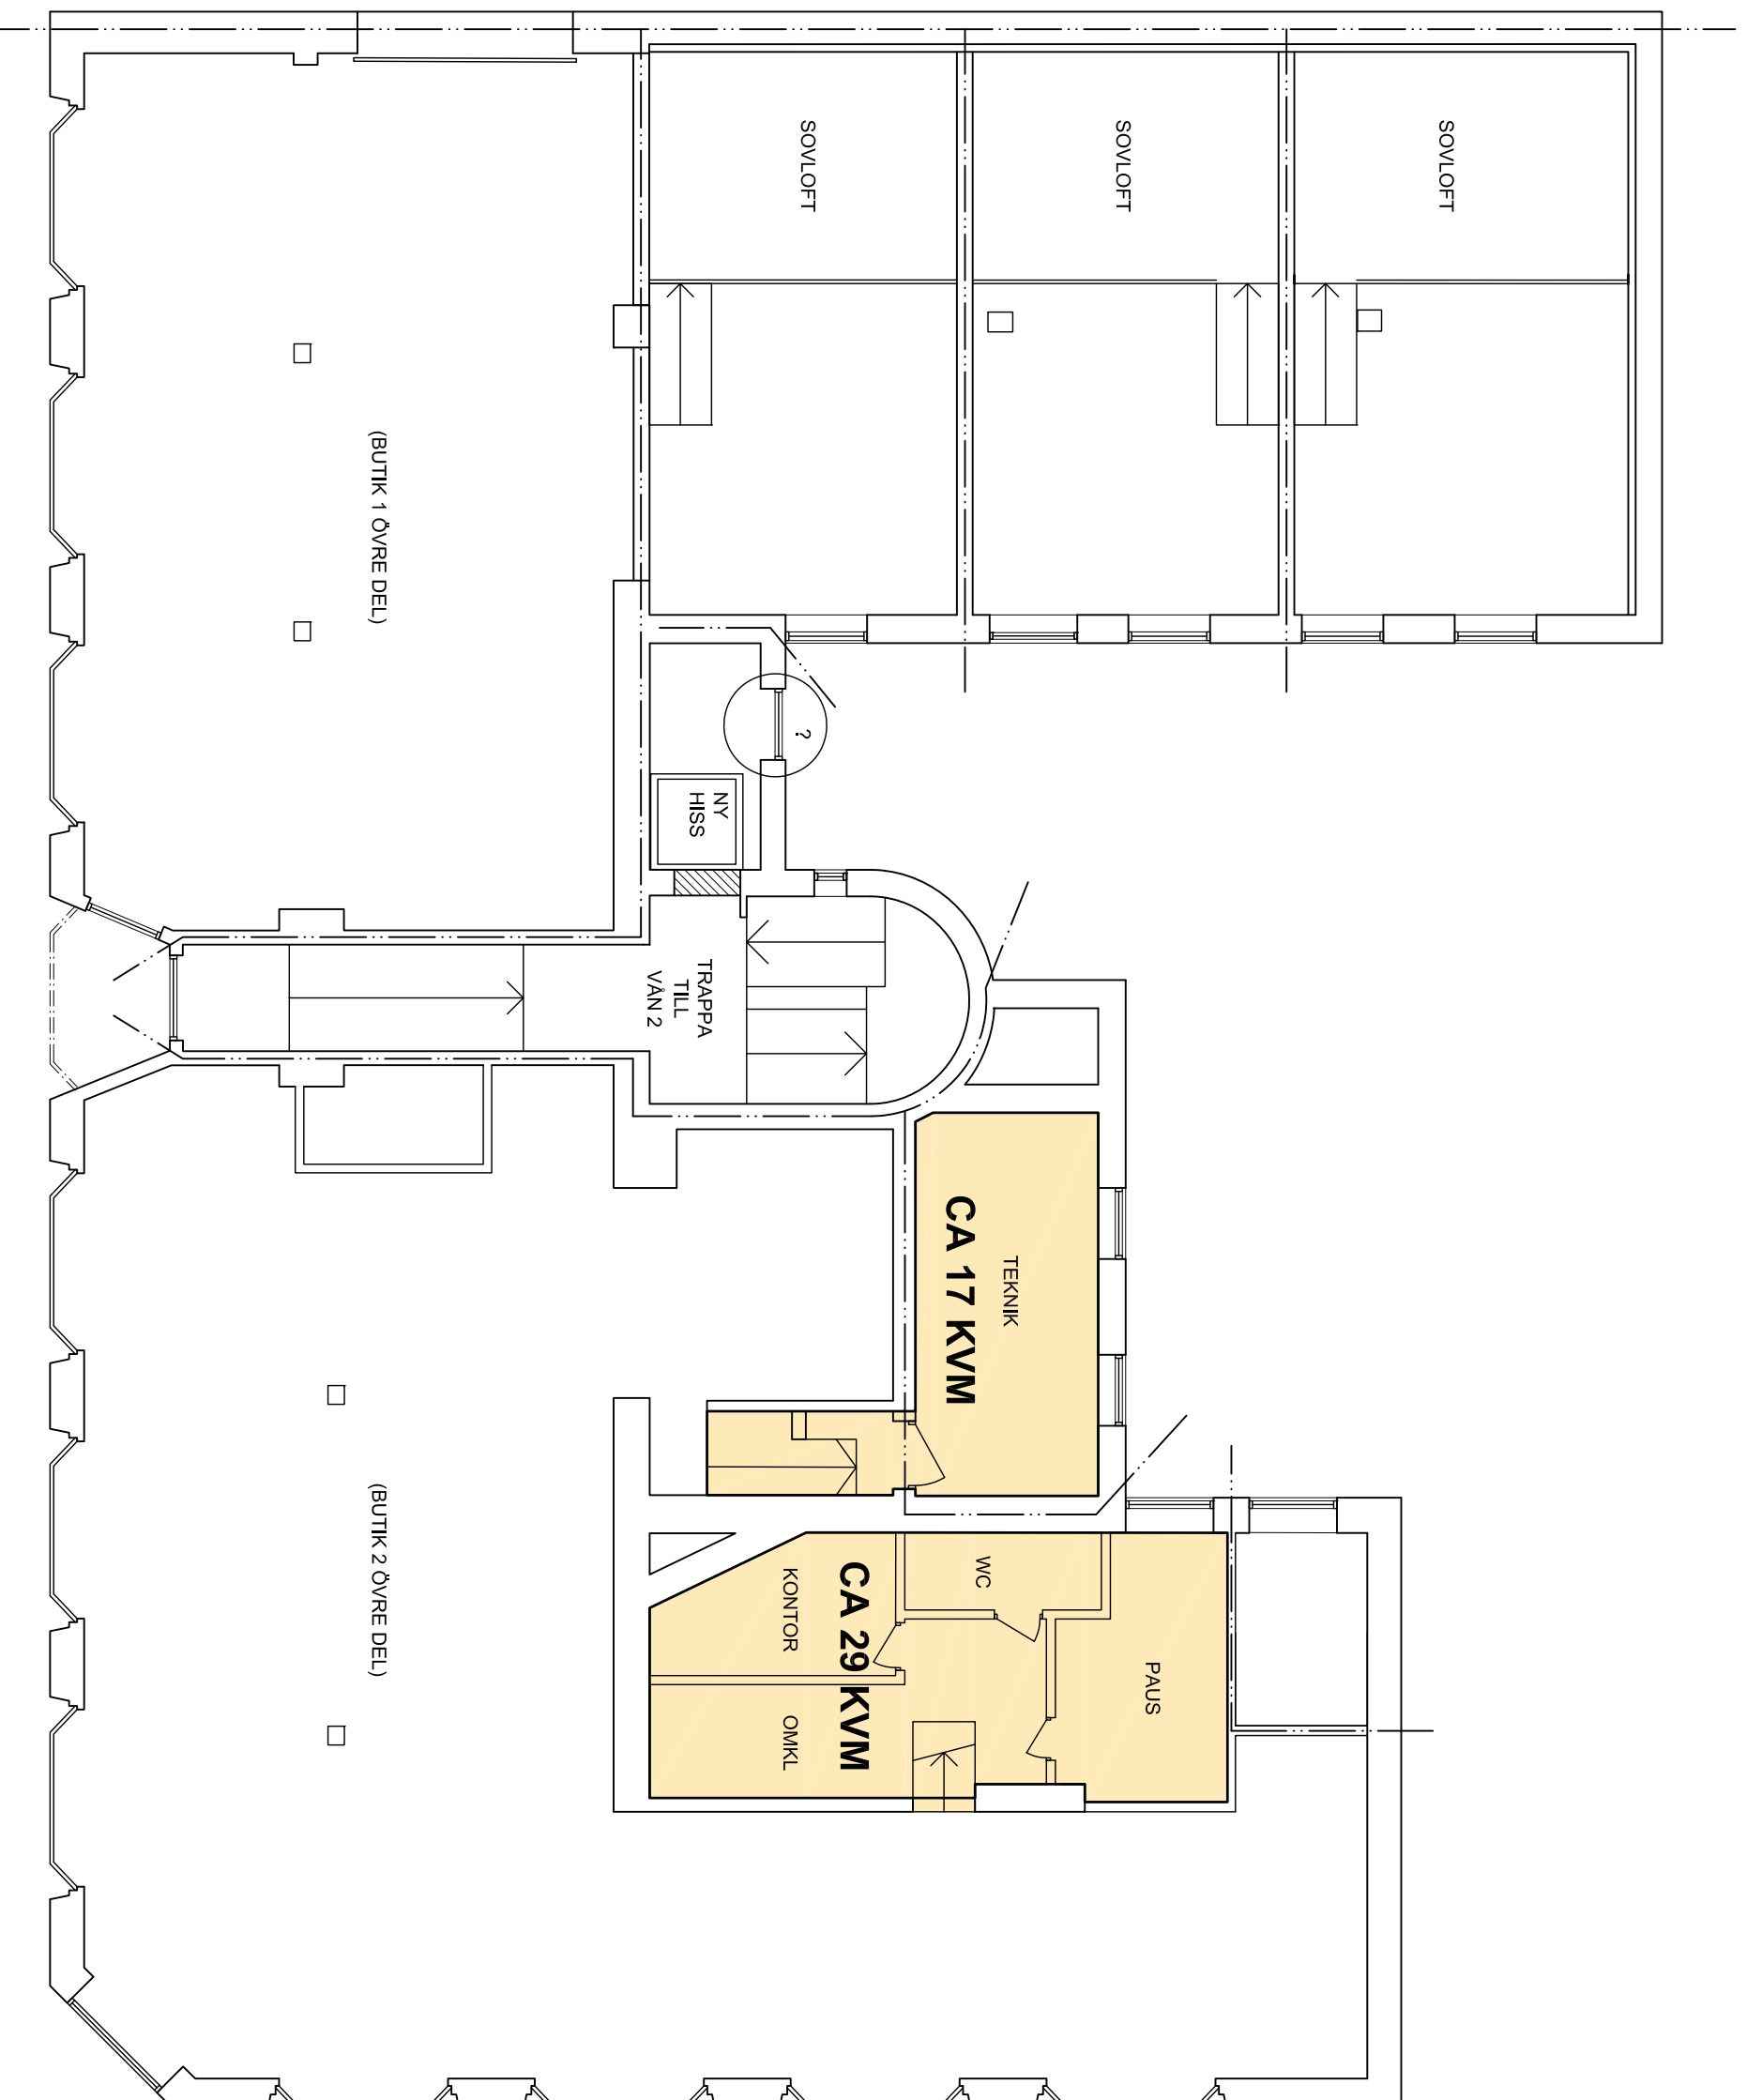 SOVLOFT
SOVLOFT
SOVLOFT
(BUTIK 1 ÖVRE DEL)
?
NY
HISS
TRAPPA
TILL
VÅN 2
TEKNIK
CA 17 KVM
(BUTIK 2 ÖVRE DEL)
WC
KONTOR
CA 29 KVM
PAUS
OMKL